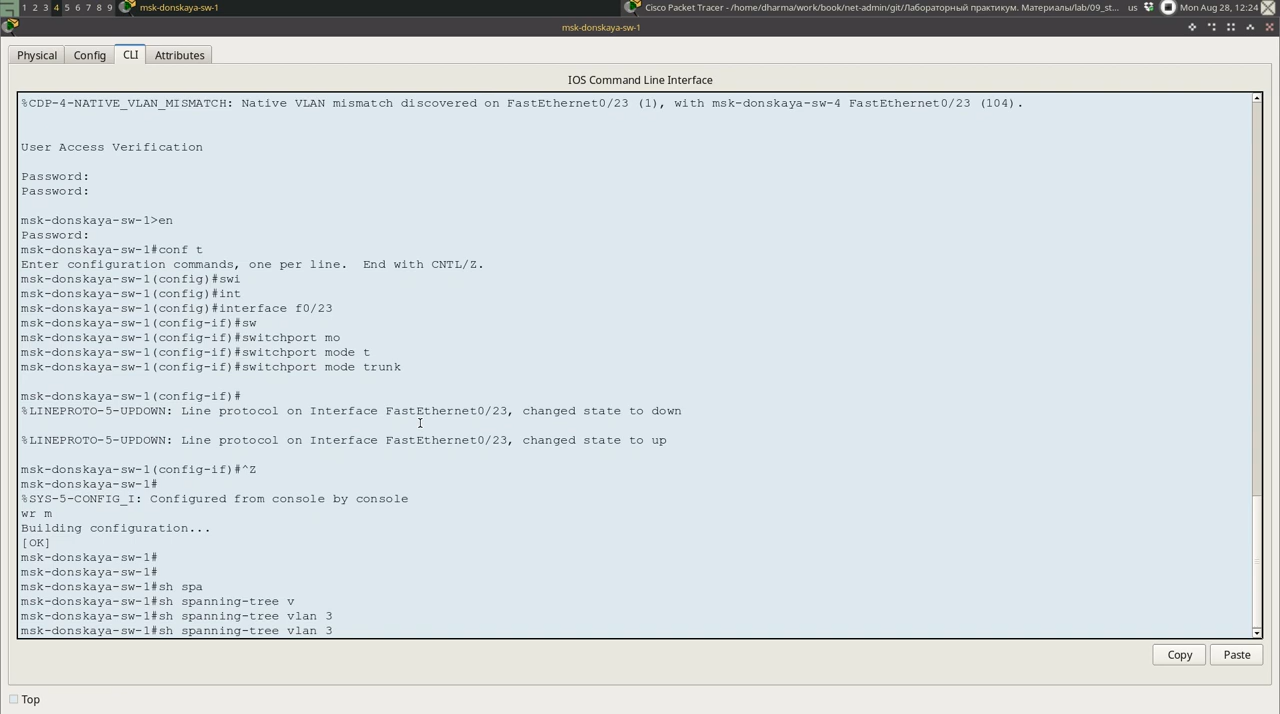 1 2 3 4 5 6 7 8 9 msk-donskaya-sw-1 Cisco Packet Tracer - /home/dharma/work/book/net-admin/git/Лабораторный практикум. Материалы/lab/09_st... us Mon Aug 28, 12:24
msk-donskaya-sw-1
Physical Config CLI Attributes
IOS Command Line Interface
%CDP-4-NATIVE_VLAN_MISMATCH: Native VLAN mismatch discovered on FastEthernet0/23 (1), with msk-donskaya-sw-4 FastEthernet0/23 (104).
User Access Verification
Password:
Password:
msk-donskaya-sw-1>en
Password:
msk-donskaya-sw-1#conf t
Enter configuration commands, one per line.  End with CNTL/Z.
msk-donskaya-sw-1(config)#swi
msk-donskaya-sw-1(config)#int
msk-donskaya-sw-1(config)#interface f0/23
msk-donskaya-sw-1(config-if)#sw
msk-donskaya-sw-1(config-if)#switchport mo
msk-donskaya-sw-1(config-if)#switchport mode t
msk-donskaya-sw-1(config-if)#switchport mode trunk
msk-donskaya-sw-1(config-if)#
%LINEPROTO-5-UPDOWN: Line protocol on Interface FastEthernet0/23, changed state to down
%LINEPROTO-5-UPDOWN: Line protocol on Interface FastEthernet0/23, changed state to up
msk-donskaya-sw-1(config-if)#^Z
msk-donskaya-sw-1#
%SYS-5-CONFIG_I: Configured from console by console
wr m
Building configuration...
[OK]
msk-donskaya-sw-1#
msk-donskaya-sw-1#
msk-donskaya-sw-1#sh spa
msk-donskaya-sw-1#sh spanning-tree v
msk-donskaya-sw-1#sh spanning-tree vlan 3
msk-donskaya-sw-1#sh spanning-tree vlan 3
Copy Paste
Top